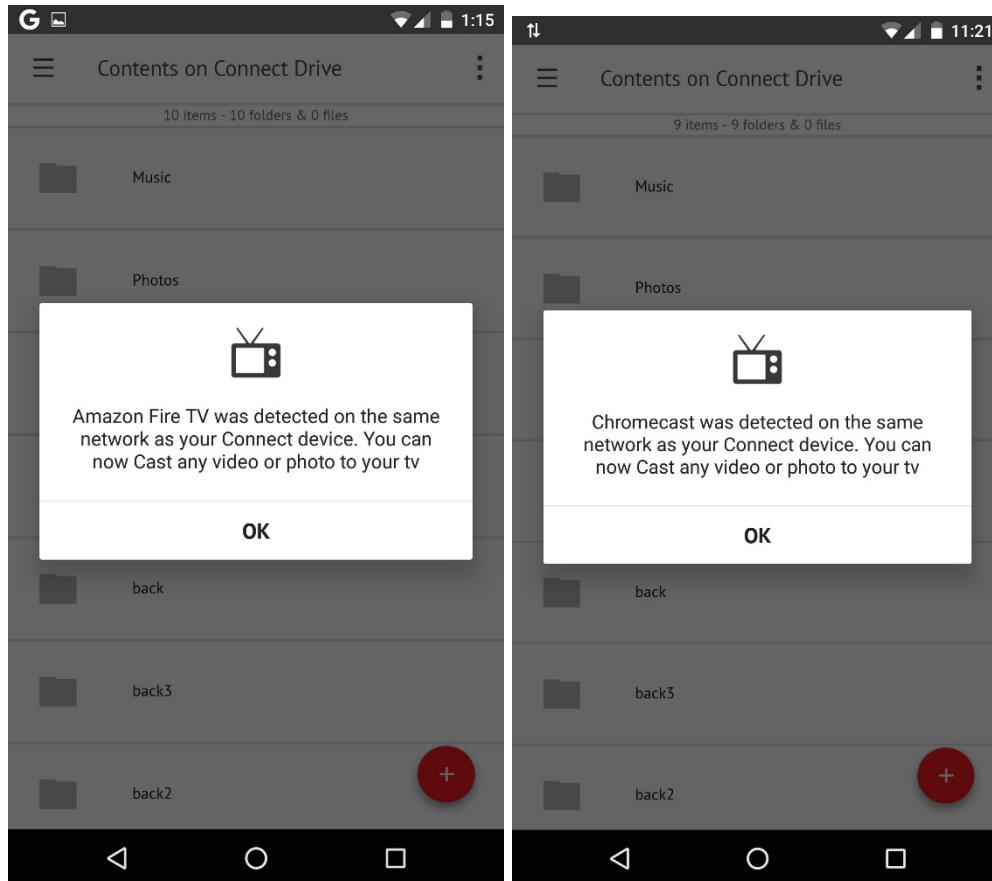 G 1:15
Contents on Connect Drive
10 items - 10 folders & 0 files
Music
Photos
Amazon Fire TV was detected on the same
network as your Connect device. You can
now Cast any video or photo to your tv
OK
back
back3
back2
+
11:21
Contents on Connect Drive
9 items - 9 folders & 0 files
Music
Photos
Chromecast was detected on the same
network as your Connect device. You can
now Cast any video or photo to your tv
OK
back
back3
back2
+